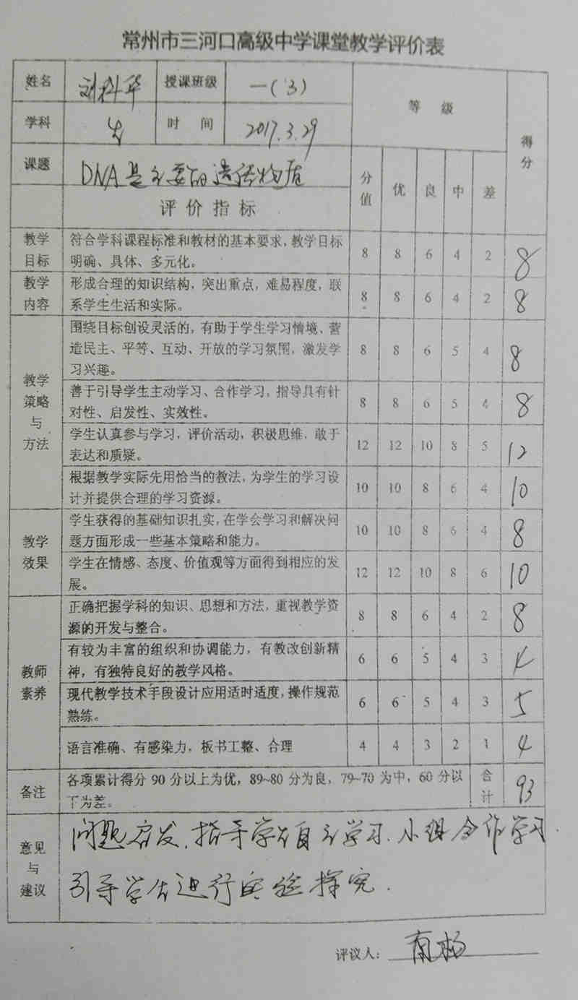 常州市三河口高级中学课堂教学评价表
姓名 刘科华 授课班级 一(3) 等 级 得分
学科 生 时 间 2017.3.29
课题 DNA是主要的遗传物质 分值 优 良 中 差
评 价 指 标
教学目标 符合学科课程标准和教材的基本要求，教学目标 8 8 6 4 2 8
明确、具体、多元化。
教学内容 形成合理的知识结构，突出重点，难易程度，联 8 8 6 4 2 8
系学生生活和实际。
教学策略与方法 围绕目标创设灵活的，有助于学生学习情境、营
造民主、平等、互动、开放的学习氛围，激发学 8 8 6 5 4 8
习兴趣。
善于引导学生主动学习、合作学习，指导具有针 8 8 6 5 4 8
对性、启发性、实效性。
学生认真参与学习，评价活动，积极思维，敢于 12 12 10 8 5 12
表达和质疑。
根据教学实际先用恰当的教法，为学生的学习设 10 10 8 6 4 10
计并提供合理的学习资源。
教学效果 学生获得的基础知识扎实，在学会学习和解决问 10 10 8 6 4 8
题方面形成一些基本策略和能力。
学生在情感、态度、价值观等方面得到相应的发 12 12 10 8 6 10
展。
教师素养 正确把握学科的知识、思想和方法，重视教学资 8 8 6 4 2 8
源的开发与整合。
有较为丰富的组织和协调能力，有教改创新精 6 6 5 4 3
神，有独特良好的教学风格。
现代教学技术手段设计应用适时适度，操作规范 6 6 5 4 3 5
熟练。
语言准确、有感染力，板书工整、合理 4 4 3 2 1 4
备注 各项累计得分 90 分以上为优，89~80 分为良，79~70 为中，60 分以 合计 93
下为差。
意见与建议 问题启发，指导学生自主学习，小组合作学习
引导学生进行实验探究.
评议人：